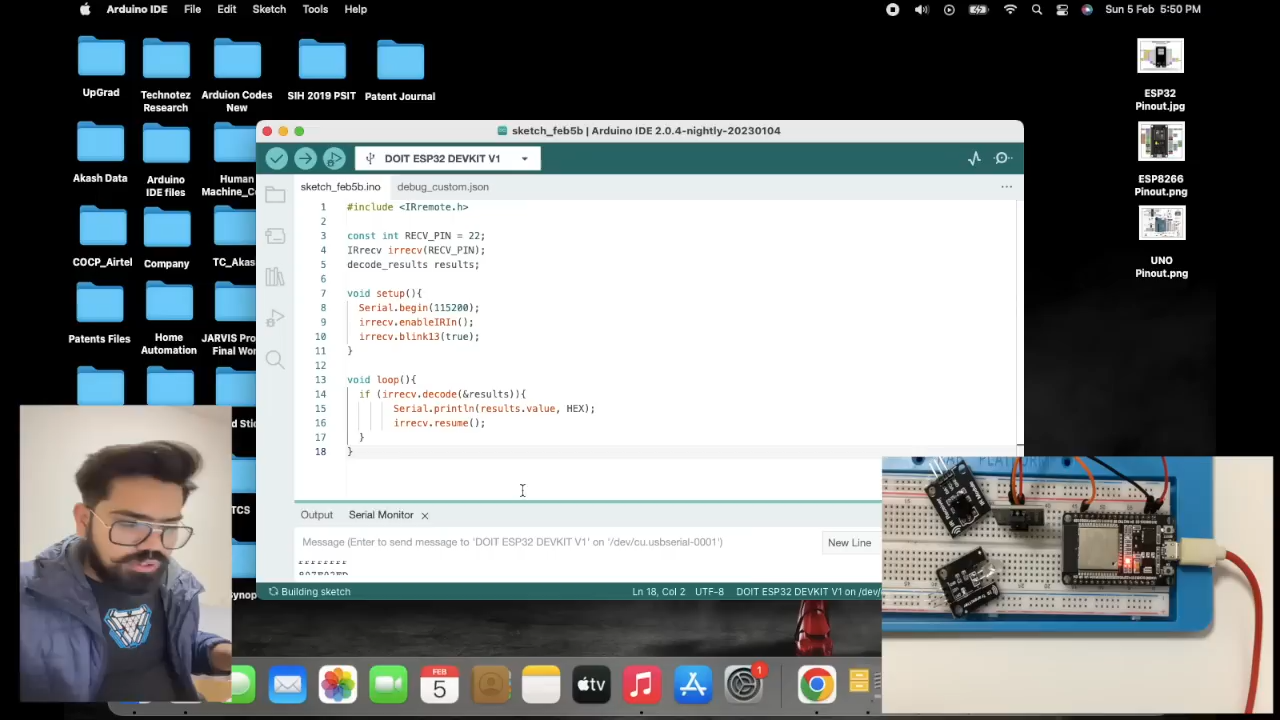 Arduino IDE File Edit Sketch Tools Help
Sun 5 Feb 5:50 PM
UpGrad
Technotez
Research
Arduino Codes
New
SIH 2019 PSIT
Patent Journal
ESP32
Pinout.jpg
sketch_feb5b | Arduino IDE 2.0.4-nightly-20230104
DOIT ESP32 DEVKIT V1
Akash Data
Arduino
IDE files
Human
ESP8266
Pinout.png
sketch_feb5b.ino
debug_custom.json
1 #include <IRremote.h>
2
3 const int RECV_PIN = 22;
4 IRrecv irrecv(RECV_PIN);
5 decode_results results;
6
7 void setup(){
8 Serial.begin(115200);
9 irrecv.enableIRIn();
10 irrecv.blink13(true);
11 }
12
13 void loop(){
14 if (irrecv.decode(&results)){
15 Serial.println(results.value, HEX);
16 irrecv.resume();
17 }
18 }
COCP_Airtel
Company
UNO
Pinout.png
Patents Files
Home
Automation
JARVIS
Output
Serial Monitor
Message (Enter to send message to 'DOIT ESP32 DEVKIT V1' on '/dev/cu.usbserial-0001')
New Line
Building sketch
Ln 18, Col 2 UTF-8 DOIT ESP32 DEVKIT V1 on
FEB
5
tv
1